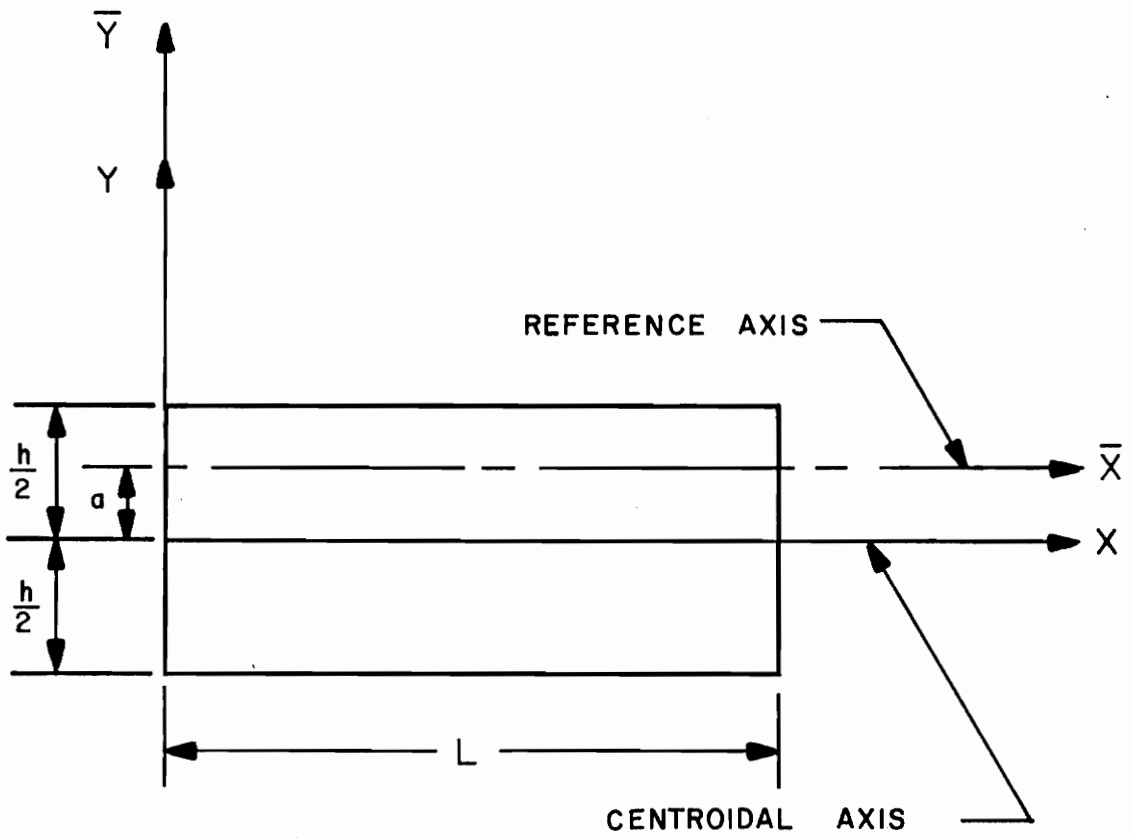 Y̅
Y
REFERENCE AXIS
X̅
h/2
a
X
h/2
L
CENTROIDAL AXIS